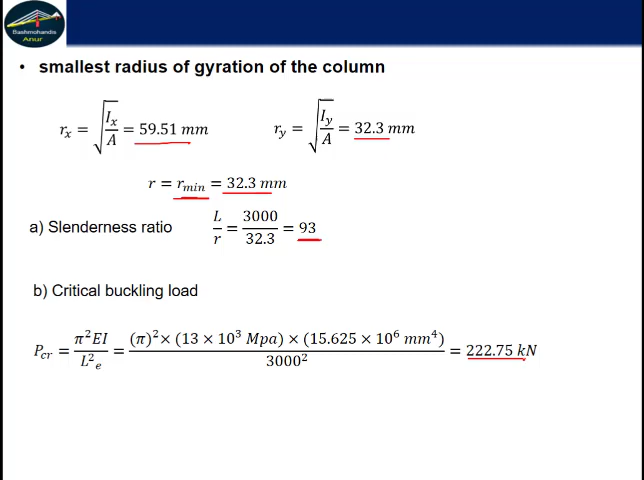 Bashmohandis
Anur
• smallest radius of gyration of the column
r_x = √(I_x/A) = 59.51 mm
r_y = √(I_y/A) = 32.3 mm
r = r_min = 32.3 mm
a) Slenderness ratio L/r = 3000/32.3 = 93
b) Critical buckling load
P_cr = π²EI/L²_e = (π)² × (13 × 10³ Mpa) × (15.625 × 10⁶ mm⁴)/3000² = 222.75 kN